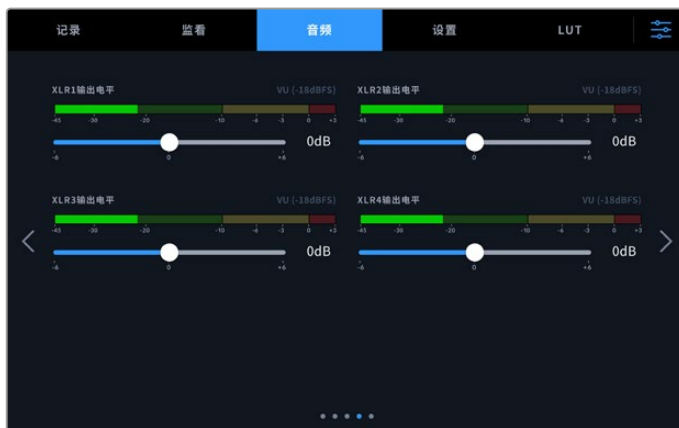 记录 监看 音频 设置 LUT
XLR1输出电平 VU (-18dBFS) XLR2输出电平 VU (-18dBFS)
-45 -30 -20 -10 -6 -3 0 +3 -45 -30 -20 -10 -6 -3 0 +3
0dB 0dB
-6 0 +6 -6 0 +6
XLR3输出电平 VU (-18dBFS) XLR4输出电平 VU (-18dBFS)
-45 -30 -20 -10 -6 -3 0 +3 -45 -30 -20 -10 -6 -3 0 +3
0dB 0dB
-6 0 +6 -6 0 +6